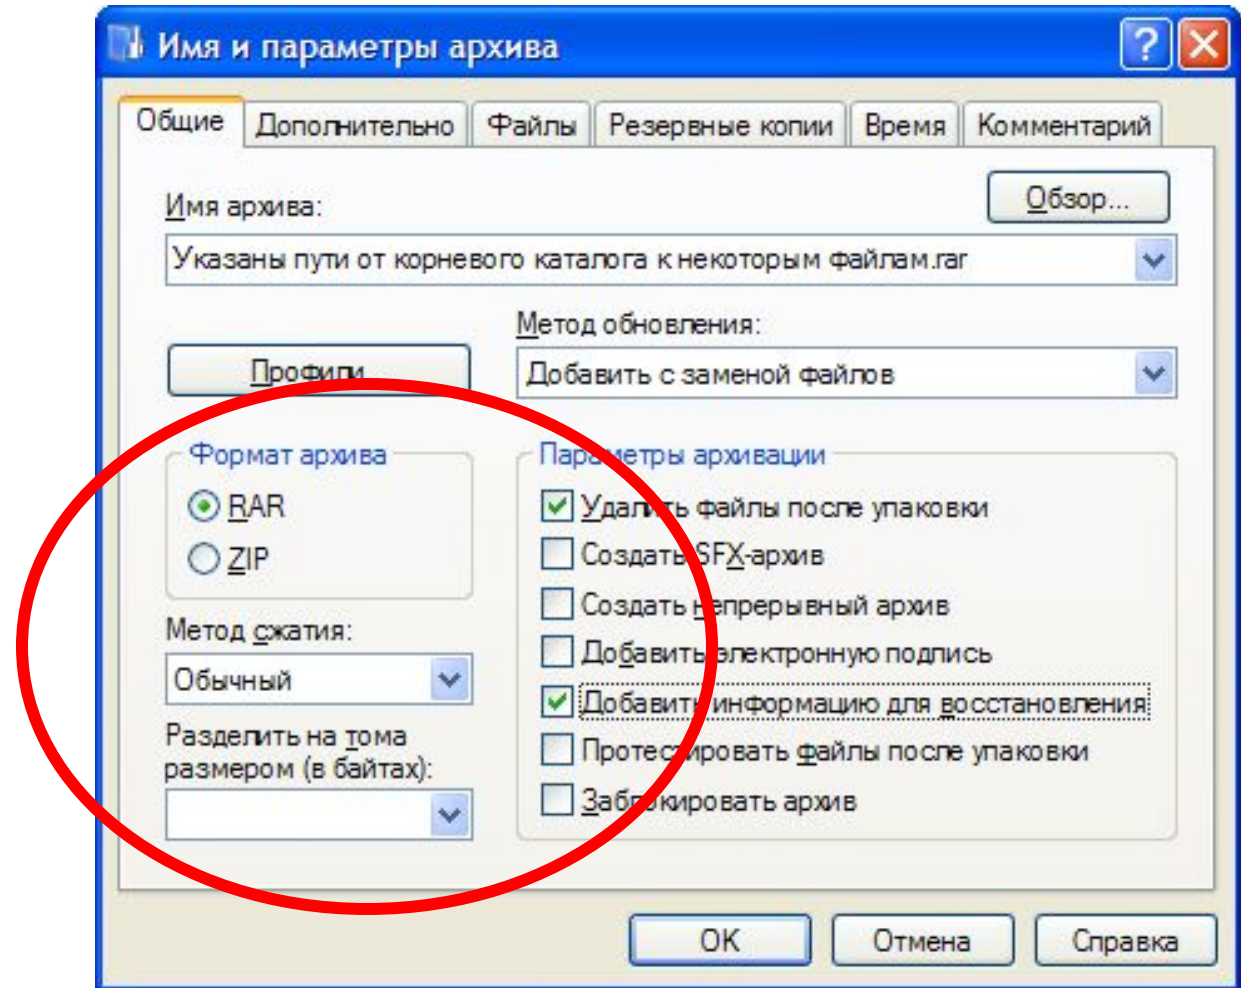 Имя и параметры архива
Общие Дополнительно Файлы Резервные копии Время Комментарий
Имя архива:
Обзор...
Указаны пути от корневого каталога к некоторым файлам.rar
Метод обновления:
Профили...
Добавить с заменой файлов
Формат архива
RAR
ZIP
Метод сжатия:
Обычный
Разделить на тома
размером (в байтах):
Параметры архивации
Удалить файлы после упаковки
Создать SFX-архив
Создать непрерывный архив
Добавить электронную подпись
Добавить информацию для восстановления
Протестировать файлы после упаковки
Заблокировать архив
OK Отмена Справка